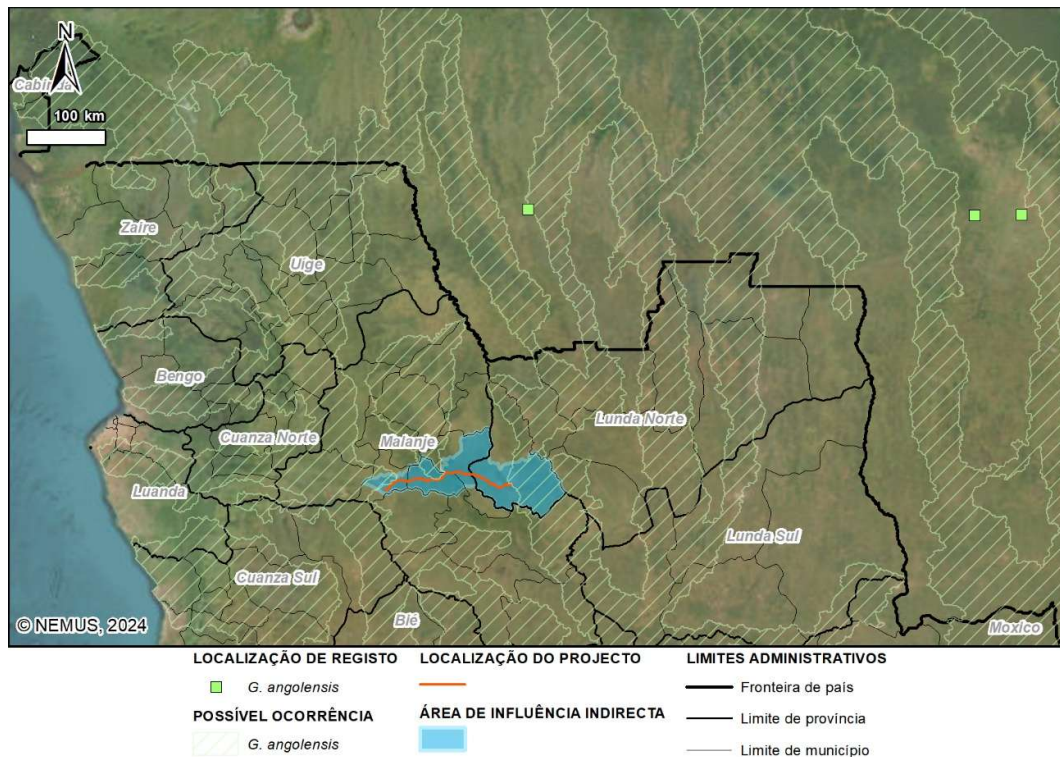 N
Cabinda
100 km
Zaire
Uige
Bengo
Cuanza Norte
Malanje
Lunda Norte
Luanda
Lunda Sul
Cuanza Sul
Bié
Moxico
© NEMUS, 2024
LOCALIZAÇÃO DE REGISTO
G. angolensis
POSSÍVEL OCORRÊNCIA
G. angolensis
LOCALIZAÇÃO DO PROJECTO
ÁREA DE INFLUÊNCIA INDIRECTA
LIMITES ADMINISTRATIVOS
Fronteira de país
Limite de província
Limite de município